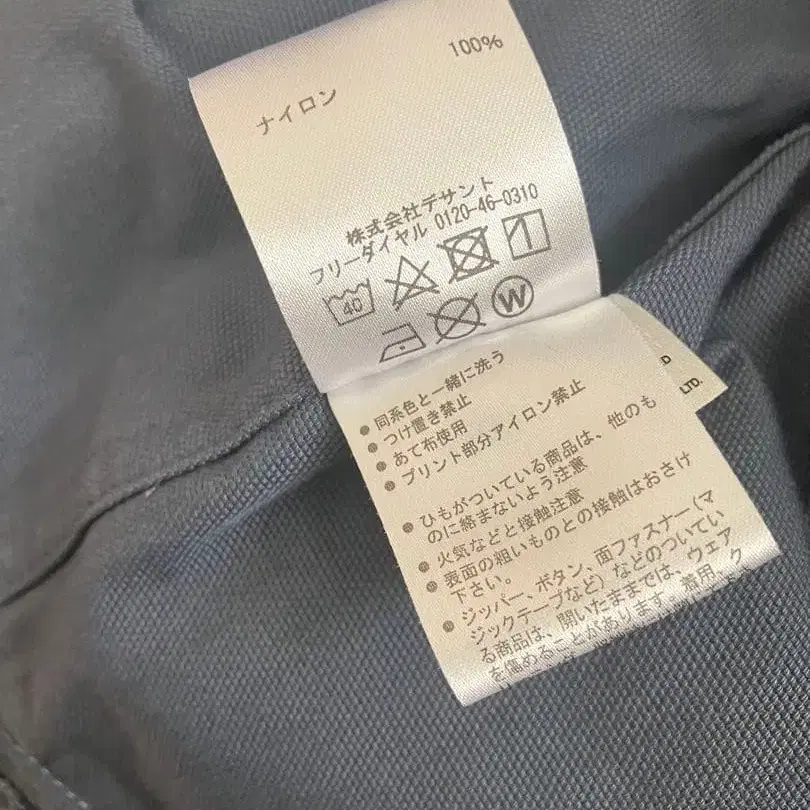 ナイロン 100%
株式会社デサント
フリーダイヤル 0120-46-0310
40
W
● 同系色と一緒に洗う
● つけ置き禁止
● あて布使用
● プリント部分アイロン禁止
● ひもがついている商品は、他のも
のに絡まないよう注意
● 火気などと接触注意
● 表面の粗いものとの接触はおさけ
下さい。
● ジッパー、ボタン、面ファスナー(マ
ジックテープなど)などのついてい
る商品は、開いたままでは、ウェア
を傷めることがあります。着用、ク
D
LTD.